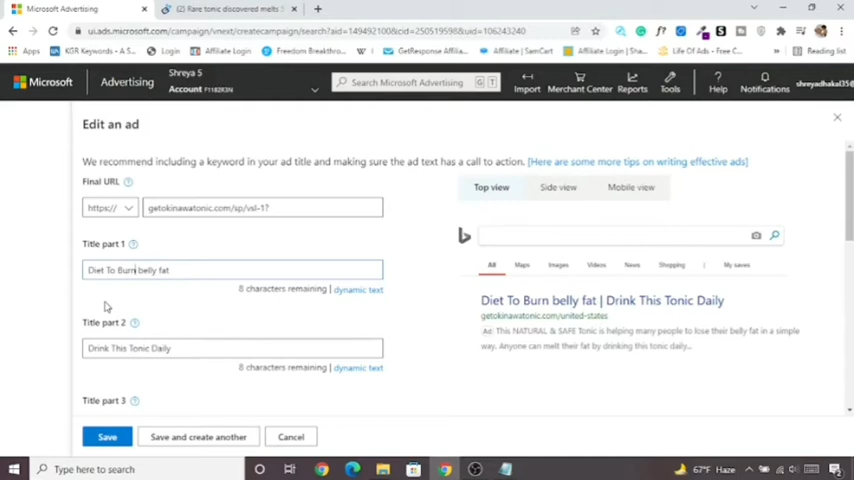 Microsoft Advertising
(2) Rare tonic discovered melts 5
ui.ads.microsoft.com/campaign/vnext/createcampaign/search?aid=149492100&cid=250519598&uid=106243240
Apps
KGR Keywords - A S...
Login
Affiliate Login
Freedom Breakthro...
GetResponse Affilia...
Affiliate | SamCart
Affiliate Login | Sha...
Life Of Ads - Free C...
Reading list
Microsoft
Advertising
Shreya 5
Account F1182R3N
Search Microsoft Advertising
G T
Import
Merchant Center
Reports
Tools
Help
Notifications
shreyadhakal35@
Edit an ad
We recommend including a keyword in your ad title and making sure the ad text has a call to action. [Here are some more tips on writing effective ads]
Final URL
https://
getokinawatonic.com/sp/vsl-1?
Title part 1
Diet To Burn belly fat
8 characters remaining | dynamic text
Title part 2
Drink This Tonic Daily
8 characters remaining | dynamic text
Title part 3
Top view
Side view
Mobile view
All
Maps
Images
Videos
News
Shopping
My saves
Diet To Burn belly fat | Drink This Tonic Daily
getokinawatonic.com/united-states
Ad: This NATURAL & SAFE Tonic is helping many people to lose their belly fat in a simple
way. Anyone can melt their fat by drinking this tonic daily...
Save
Save and create another
Cancel
Type here to search
67°F Haze